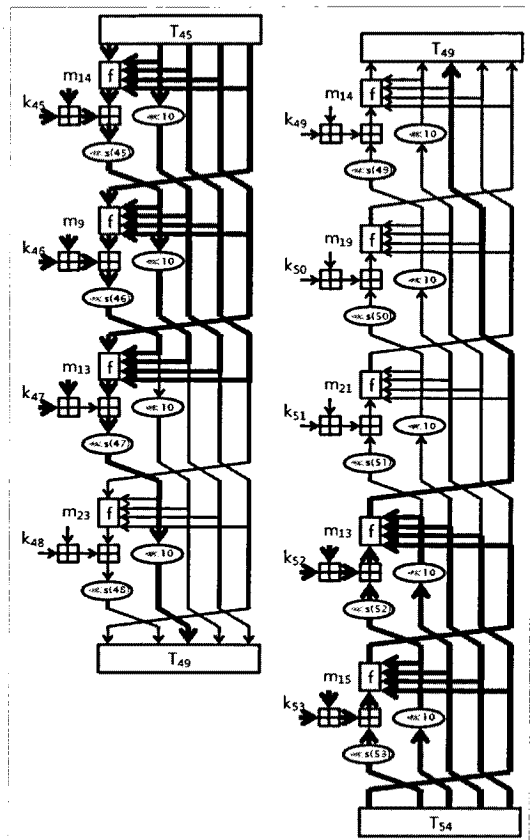 T45
f
m14
k45
≪ 10
≪ s(45)
f
m9
k46
≪ 10
≪ s(46)
f
m13
k47
≪ 10
≪ s(47)
f
m23
k48
≪ 10
≪ s(48)
T49
T49
f
m14
k49
≪ 10
≪ s(49)
f
m19
k50
≪ 10
≪ s(50)
f
m21
k51
≪ 10
≪ s(51)
f
m13
k52
≪ 10
≪ s(52)
f
m15
k53
≪ 10
≪ s(53)
T54